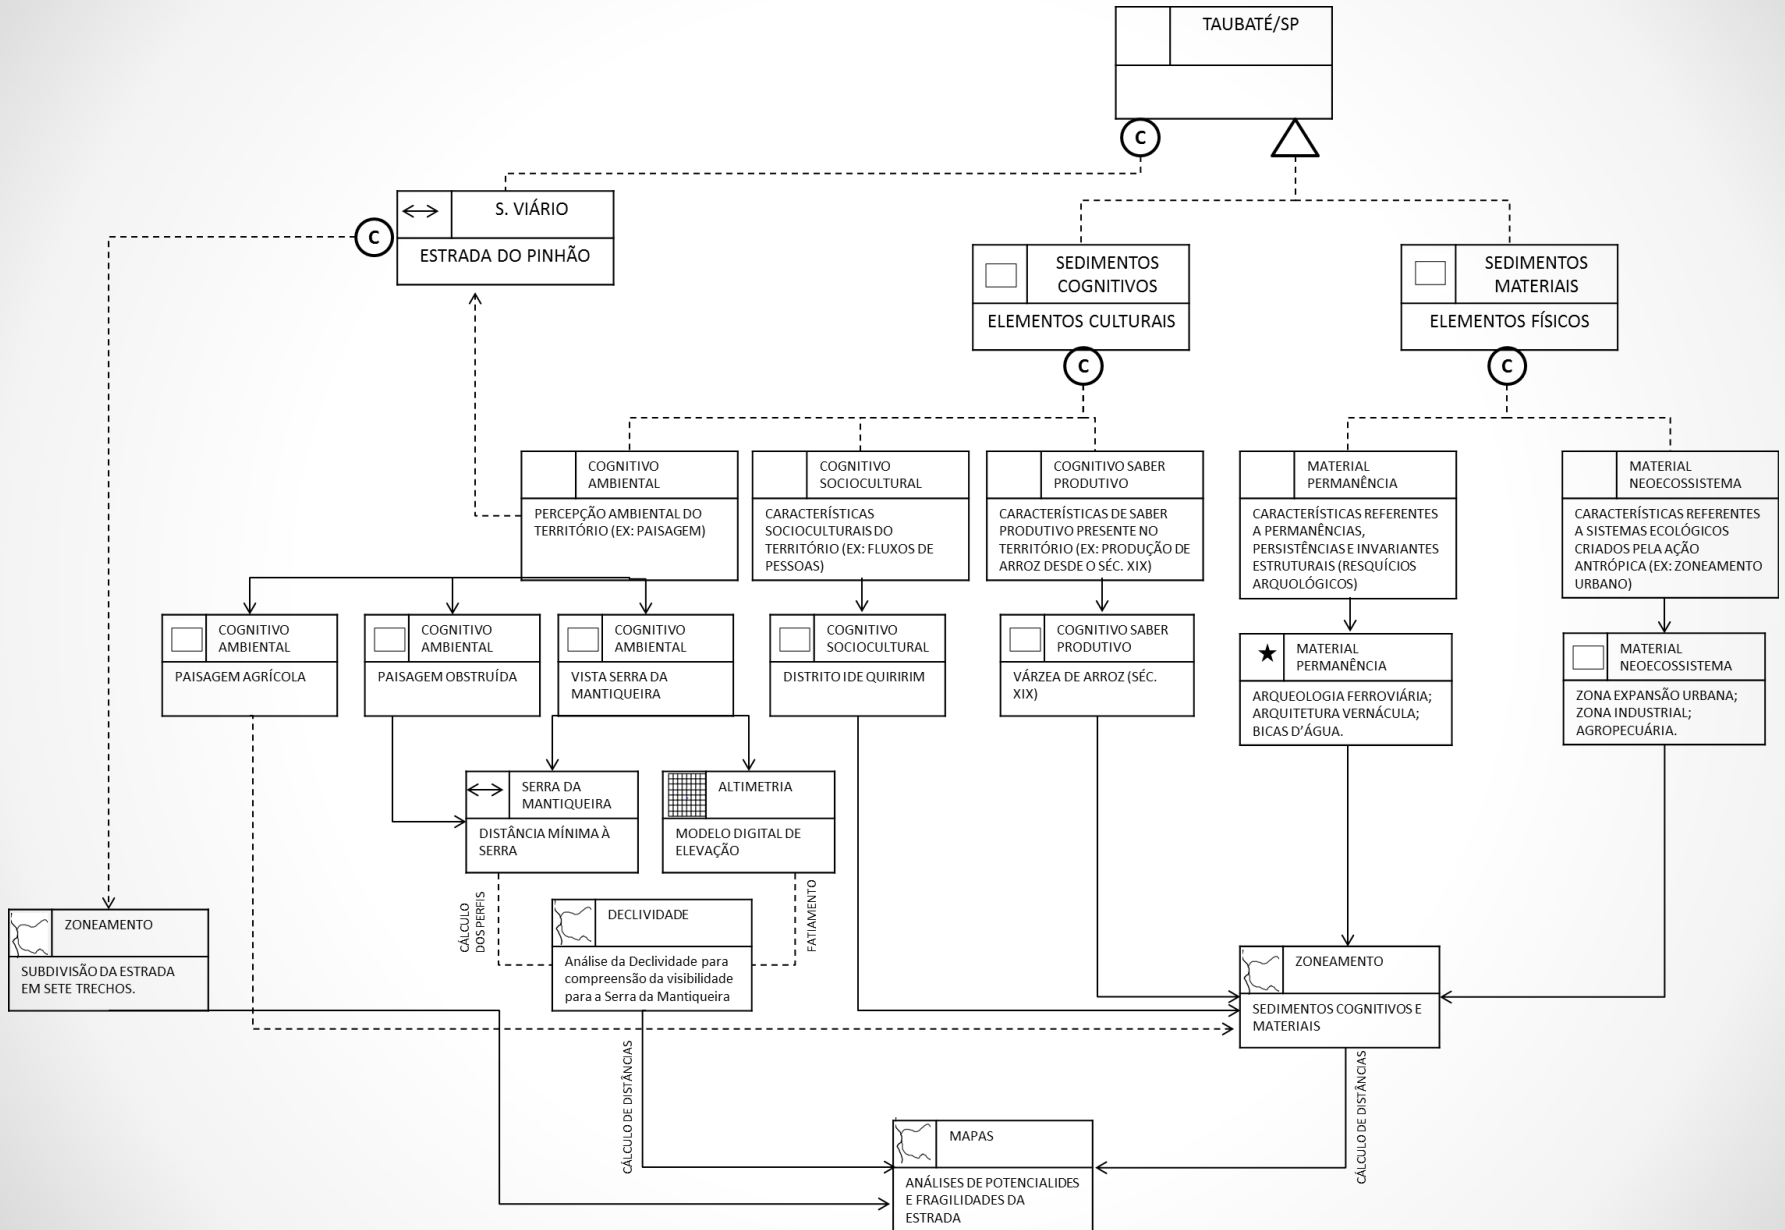 TAUBATÉ/SP
C
S. VIÁRIO
ESTRADA DO PINHÃO
C
SEDIMENTOS
COGNITIVOS
ELEMENTOS CULTURAIS
C
SEDIMENTOS
MATERIAIS
ELEMENTOS FÍSICOS
C
COGNITIVO
AMBIENTAL
PERCEPÇÃO AMBIENTAL DO
TERRITÓRIO (EX: PAISAGEM)
COGNITIVO
SOCIOCULTURAL
CARACTERÍSTICAS
SOCIOCULTURAIS DO
TERRITÓRIO (EX: FLUXOS DE
PESSOAS)
COGNITIVO SABER
PRODUTIVO
CARACTERÍSTICAS DE SABER
PRODUTIVO PRESENTE NO
TERRITÓRIO (EX: PRODUÇÃO DE
ARROZ DESDE O SÉC. XIX)
MATERIAL
PERMANÊNCIA
CARACTERÍSTICAS REFERENTES
A PERMANÊNCIAS,
PERSISTÊNCIAS E INVARIANTES
ESTRUTURAIS (RESQUÍCIOS
ARQUEOLÓGICOS)
MATERIAL
NEOECOSSISTEMA
CARACTERÍSTICAS REFERENTES
A SISTEMAS ECOLÓGICOS
CRIADOS PELA AÇÃO
ANTRÓPICA (EX: ZONEAMENTO
URBANO)
COGNITIVO
AMBIENTAL
PAISAGEM AGRÍCOLA
COGNITIVO
AMBIENTAL
PAISAGEM OBSTRUÍDA
COGNITIVO
AMBIENTAL
VISTA SERRA DA
MANTIQUEIRA
COGNITIVO
SOCIOCULTURAL
DISTRITO IDE QURIRIM
COGNITIVO SABER
PRODUTIVO
VÁRZEA DE ARROZ (SÉC.
XIX)
MATERIAL
PERMANÊNCIA
ARQUEOLOGIA FERROVIÁRIA;
ARQUITETURA VERNÁCULA;
BICAS D'ÁGUA.
MATERIAL
NEOECOSSISTEMA
ZONA EXPANSÃO URBANA;
ZONA INDUSTRIAL;
AGROPECUÁRIA.
SERRA DA
MANTIQUEIRA
DISTÂNCIA MÍNIMA À
SERRA
ALTIMETRIA
MODELO DIGITAL DE
ELEVAÇÃO
CÁLCULO
DOS PERFIS
FATIAMENTO
DECLIVIDADE
Análise da Declividade para
compreensão da visibilidade
para a Serra da Mantiqueira
ZONEAMENTO
SUBDIVISÃO DA ESTRADA
EM SETE TRECHOS.
ZONEAMENTO
SEDIMENTOS COGNITIVOS E
MATERIAIS
CÁLCULO DE DISTÂNCIAS
CÁLCULO DE DISTÂNCIAS
MAPAS
ANÁLISES DE POTENCIALIDES
E FRAGILIDADES DA
ESTRADA